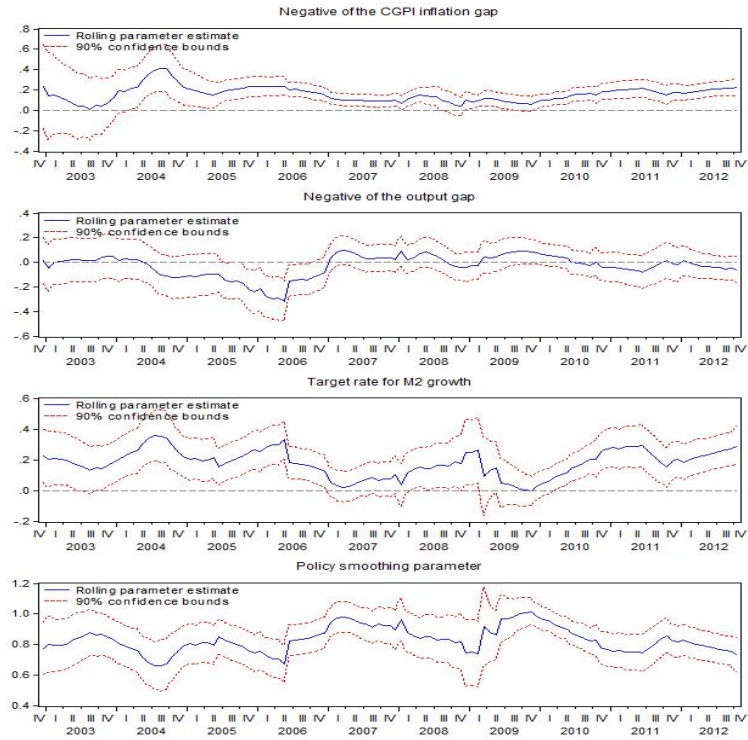 Negative of the CGPI inflation gap
.8
Rolling parameter estimate
.6
90% confidence bounds
.4
.2
.0
-.2
-.4
IV I II III IV I II III IV I II III IV I II III IV I II III IV I II III IV I II III IV I II III IV I II III IV I II III IV
2003 2004 2005 2006 2007 2008 2009 2010 2011 2012
Negative of the output gap
.4
Rolling parameter estimate
90% confidence bounds
.2
.0
-.2
-.4
-.6
IV I II III IV I II III IV I II III IV I II III IV I II III IV I II III IV I II III IV I II III IV I II III IV I II III IV
2003 2004 2005 2006 2007 2008 2009 2010 2011 2012
Target rate for M2 growth
.6
Rolling parameter estimate
90% confidence bounds
.4
.2
.0
-.2
IV I II III IV I II III IV I II III IV I II III IV I II III IV I II III IV I II III IV I II III IV I II III IV I II III IV
2003 2004 2005 2006 2007 2008 2009 2010 2011 2012
Policy smoothing parameter
1.2
Rolling parameter estimate
90% confidence bounds
1.0
0.8
0.6
0.4
IV I II III IV I II III IV I II III IV I II III IV I II III IV I II III IV I II III IV I II III IV I II III IV I II III IV
2003 2004 2005 2006 2007 2008 2009 2010 2011 2012